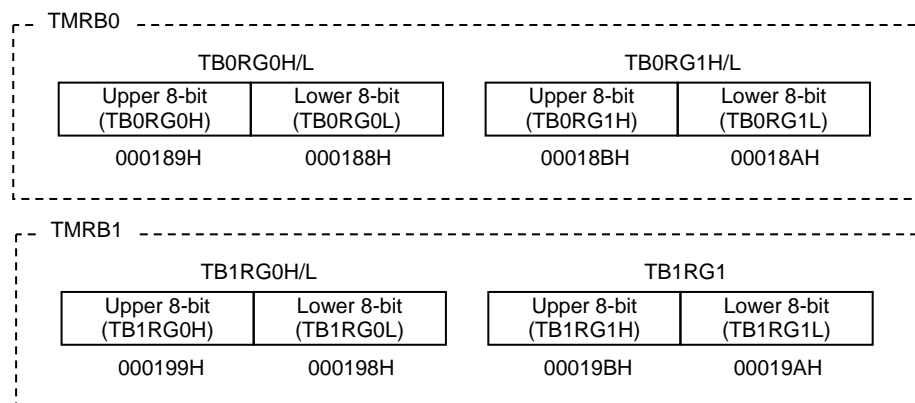 TMRB0
TB0RG0H/L TB0RG1H/L
Upper 8-bit Lower 8-bit Upper 8-bit Lower 8-bit
(TB0RG0H) (TB0RG0L) (TB0RG1H) (TB0RG1L)
000189H 000188H 00018BH 00018AH
TMRB1
TB1RG0H/L TB1RG1
Upper 8-bit Lower 8-bit Upper 8-bit Lower 8-bit
(TB1RG0H) (TB1RG0L) (TB1RG1H) (TB1RG1L)
000199H 000198H 00019BH 00019AH